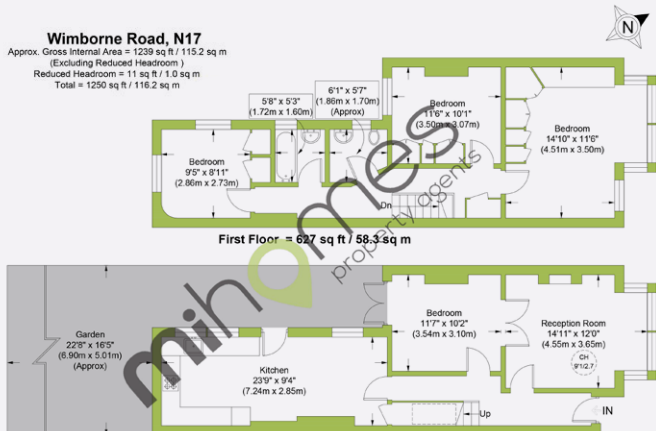 Wimborne Road, N17
Approx. Gross Internal Area = 1239 sq ft / 115.2 sq m
(Excluding Reduced Headroom )
Reduced Headroom = 11 sq ft / 1.0 sq m
Total = 1250 sq ft / 116.2 sq m
N
5'8" x 5'3"
(1.72m x 1.60m)
6'1" x 5'7"
(1.86m x 1.70m)
(Approx)
Bedroom
11'6" x 10'1"
(3.50m x 3.07m)
Bedroom
14'10" x 11'6"
(4.51m x 3.50m)
Bedroom
9'5" x 8'11"
(2.86m x 2.73m)
Dn
First Floor = 627 sq ft / 58.3 sq m
mihomes
property agents
Garden
22'8" x 16'5"
(6.90m x 5.01m)
(Approx)
Bedroom
11'7" x 10'2"
(3.54m x 3.10m)
Reception Room
14'11" x 12'0"
(4.55m x 3.65m)
CH
9'1/2.7
Kitchen
23'9" x 9'4"
(7.24m x 2.85m)
Up
IN